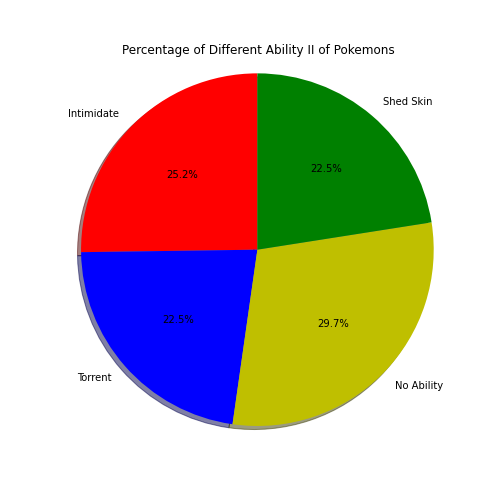 Percentage of Different Ability II of Pokemons
Shed Skin
Intimidate
22.5%
25.2%
22.5%
29.7%
Torrent
No Ability